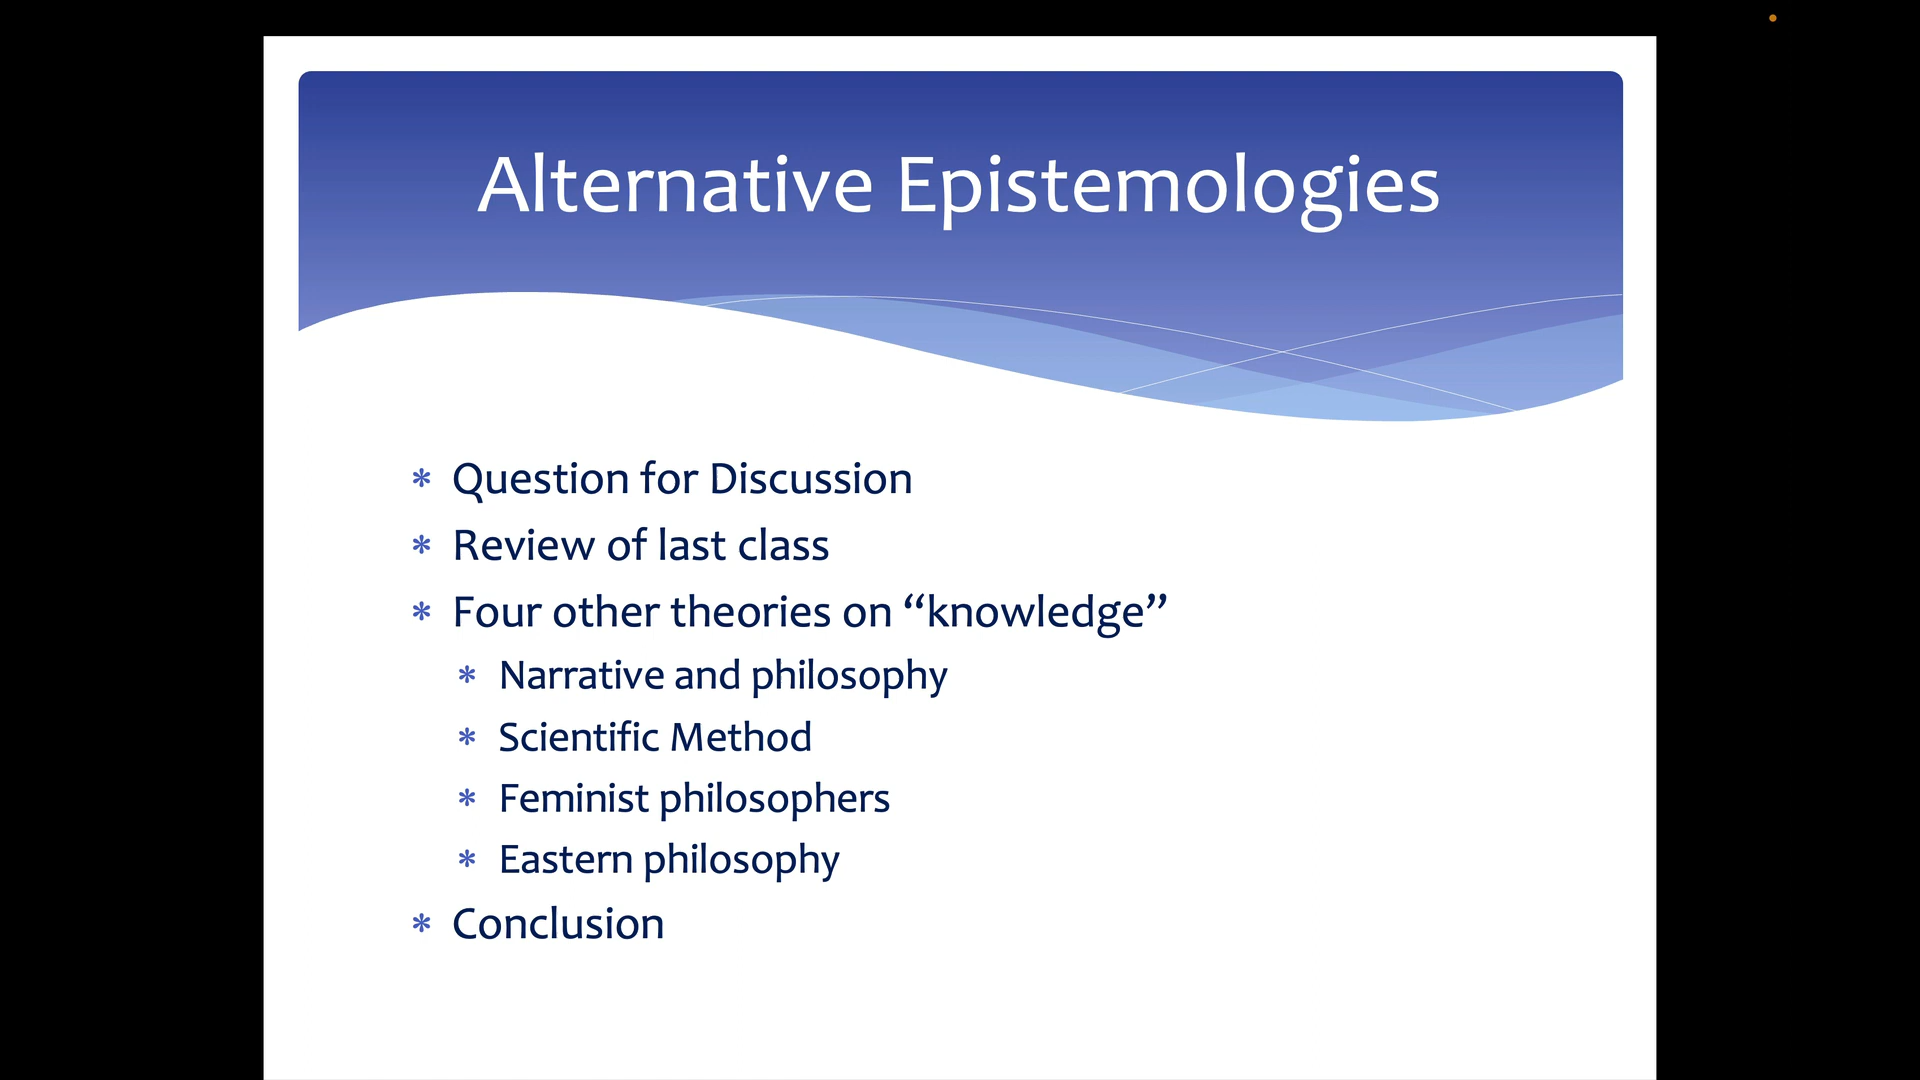 Alternative Epistemologies
* Question for Discussion
* Review of last class
* Four other theories on “knowledge”
* Narrative and philosophy
* Scientific Method
* Feminist philosophers
* Eastern philosophy
* Conclusion